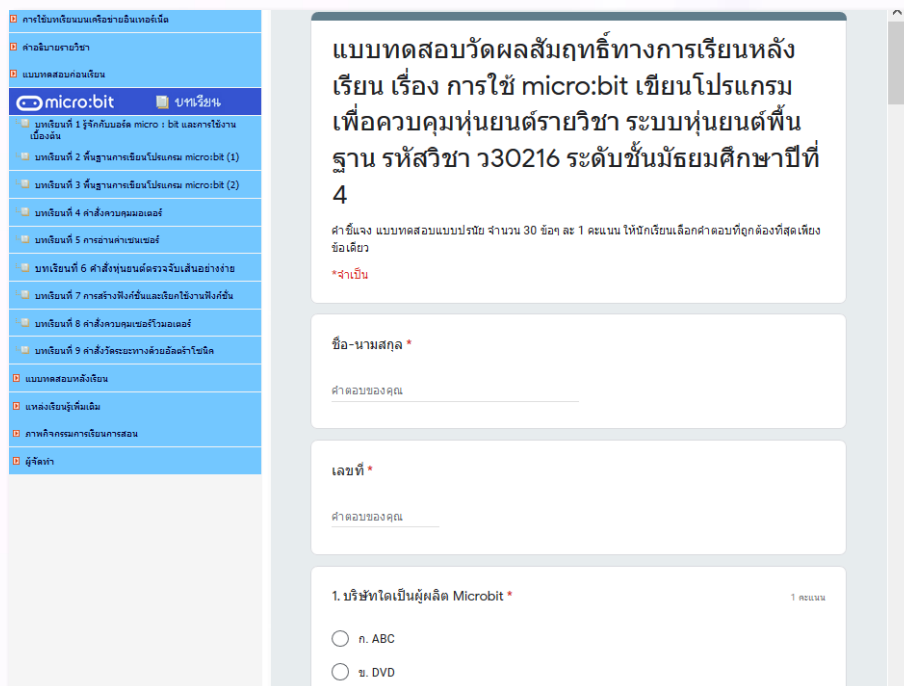 การใช้บทเรียนบนเครือข่ายอินเทอร์เน็ต
คำอธิบายรายวิชา
แบบทดสอบก่อนเรียน
micro:bit บทเรียน
บทเรียนที่ 1 รู้จักกับบอร์ด micro : bit และการใช้งาน
เบื้องต้น
บทเรียนที่ 2 พื้นฐานการเขียนโปรแกรม micro:bit (1)
บทเรียนที่ 3 พื้นฐานการเขียนโปรแกรม micro:bit (2)
บทเรียนที่ 4 คำสั่งควบคุมมอเตอร์
บทเรียนที่ 5 การอ่านค่าเซนเซอร์
บทเรียนที่ 6 คำสั่งหุ่นยนต์ตรวจจับเส้นอย่างง่าย
บทเรียนที่ 7 การสร้างฟังค์ชั่นและเรียกใช้งานฟังค์ชั่น
บทเรียนที่ 8 คำสั่งควบคุมเซอร์โวมอเตอร์
บทเรียนที่ 9 คำสั่งวัดระยะทางด้วยอัลตร้าโซนิค
แบบทดสอบหลังเรียน
แหล่งเรียนรู้เพิ่มเติม
ภาพกิจกรรมการเรียนการสอน
ผู้จัดทำ
แบบทดสอบวัดผลสัมฤทธิ์ทางการเรียนหลัง
เรียน เรื่อง การใช้ micro:bit เขียนโปรแกรม
เพื่อควบคุมหุ่นยนต์รายวิชา ระบบหุ่นยนต์พื้น
ฐาน รหัสวิชา ว30216 ระดับชั้นมัธยมศึกษาปีที่
4
คำชี้แจง แบบทดสอบแบบปรนัย จำนวน 30 ข้อๆ ละ 1 คะแนน ให้นักเรียนเลือกคำตอบที่ถูกต้องที่สุดเพียง
ข้อเดียว
*จำเป็น
ชื่อ-นามสกุล *
คำตอบของคุณ
เลขที่ *
คำตอบของคุณ
1. บริษัทใดเป็นผู้ผลิต Microbit *
1 คะแนน
ก. ABC
ข. DVD